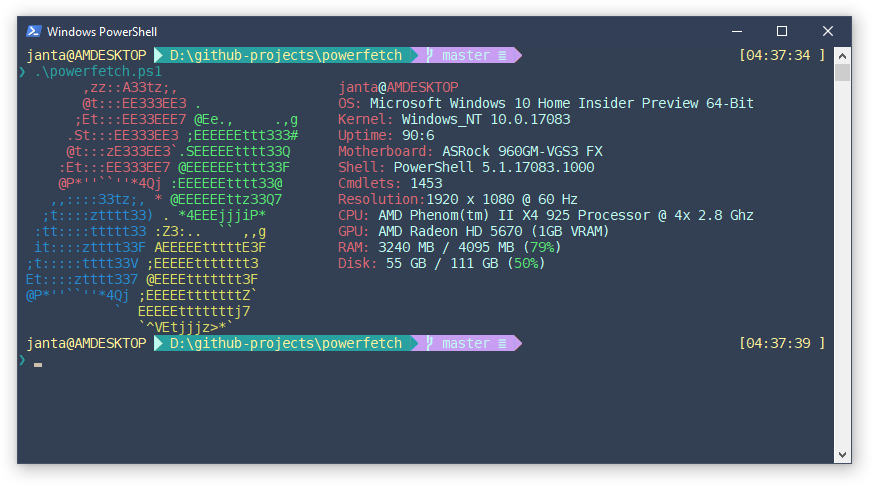 Windows PowerShell
janta@AMDESKTOP D:\github-projects\powerfetch master ≡ [04:37:34 ]
❯ .\powerfetch.ps1
,zz::A33tz;, janta@AMDESKTOP
@t:::EE333EE3 . OS: Microsoft Windows 10 Home Insider Preview 64-Bit
;Et:::EE33EEE7 @Ee., .,g Kernel: Windows_NT 10.0.17083
.St:::EE333EE3 ;EEEEEEttt333# Uptime: 90:6
@t:::zE333EE3`.SEEEEEtttt33Q Motherboard: ASRock 960GM-VGS3 FX
:Et:::EE333EE7 @EEEEEEtttt33F Shell: PowerShell 5.1.17083.1000
@P*''``''*4Qj :EEEEEEtttt33@ Cmdlets: 1453
,,::::33tz;, * @EEEEEEttz33Q7 Resolution:1920 x 1080 @ 60 Hz
;t::::ztttt33) . *4EEEjjjiP* CPU: AMD Phenom(tm) II X4 925 Processor @ 4x 2.8 Ghz
:tt::::ttttt33 :Z3:.. `` ,,g GPU: AMD Radeon HD 5670 (1GB VRAM)
it::::ztttt33F AEEEEEtttttE3F RAM: 3240 MB / 4095 MB (79%)
;t:::::tttt33V ;EEEEEttttttt3 Disk: 55 GB / 111 GB (50%)
Et::::ztttt337 @EEEEttttttt3F
@P*''``''*4Qj ;EEEEEtttttttZ`
` EEEEEttttttttj7
`^VEtjjjz>*`
janta@AMDESKTOP D:\github-projects\powerfetch master ≡ [04:37:39 ]
❯